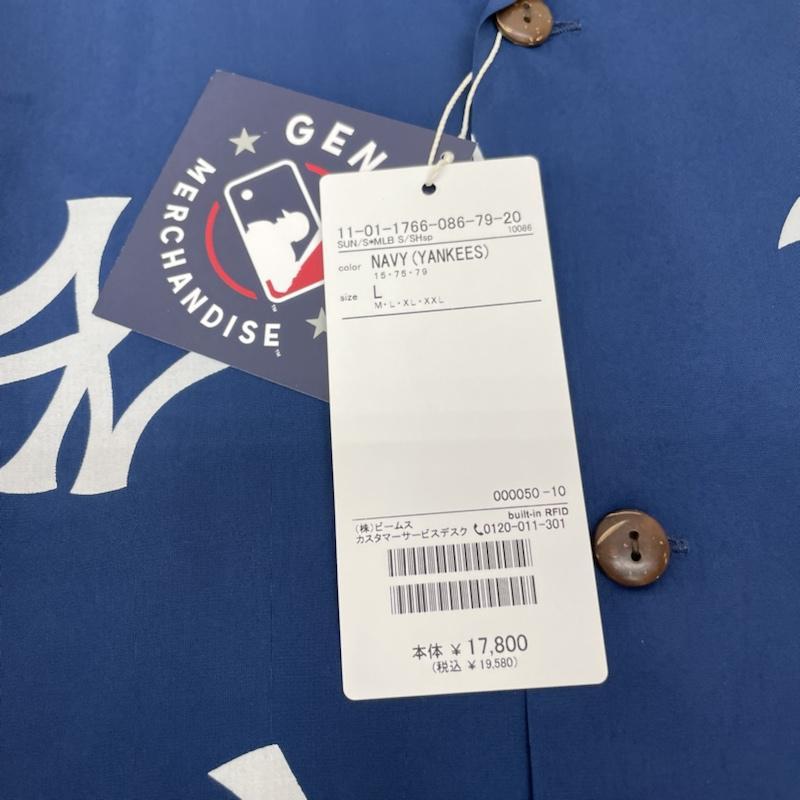 GEN
MERCHANDISE™
11-01-1766-086-79-20
SUN/S*MLB S/SHsp 10086
color NAVY(YANKEES)
15・75・79
size L
M・L・XL・XXL
000050-10
built-in RFID
(株)ビームス
カスタマーサービスデスク 0120-011-301
本体 ¥17,800
(税込 ¥19,580)